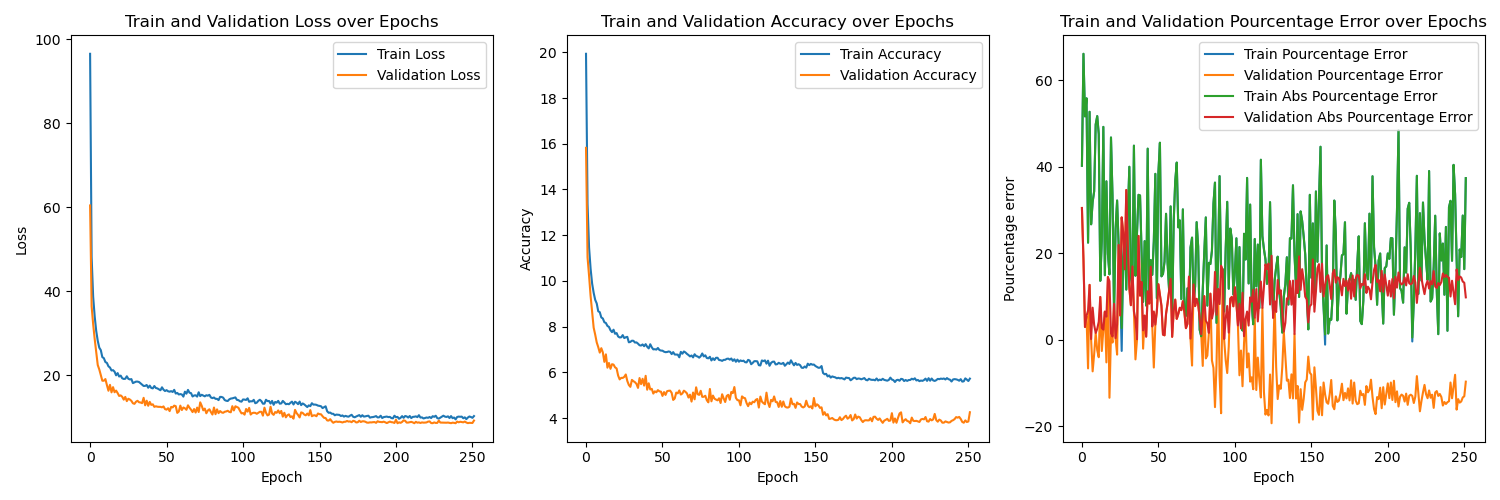 Train and Validation Loss over Epochs
100
80
60
40
20
0
50
100
150
200
250
Loss
Epoch
Train Loss
Validation Loss
Train and Validation Accuracy over Epochs
20
18
16
14
12
10
8
6
4
0
50
100
150
200
250
Accuracy
Epoch
Train Accuracy
Validation Accuracy
Train and Validation Pourcentage Error over Epochs
60
40
20
0
−20
0
50
100
150
200
250
Pourcentage error
Epoch
Train Pourcentage Error
Validation Pourcentage Error
Train Abs Pourcentage Error
Validation Abs Pourcentage Error